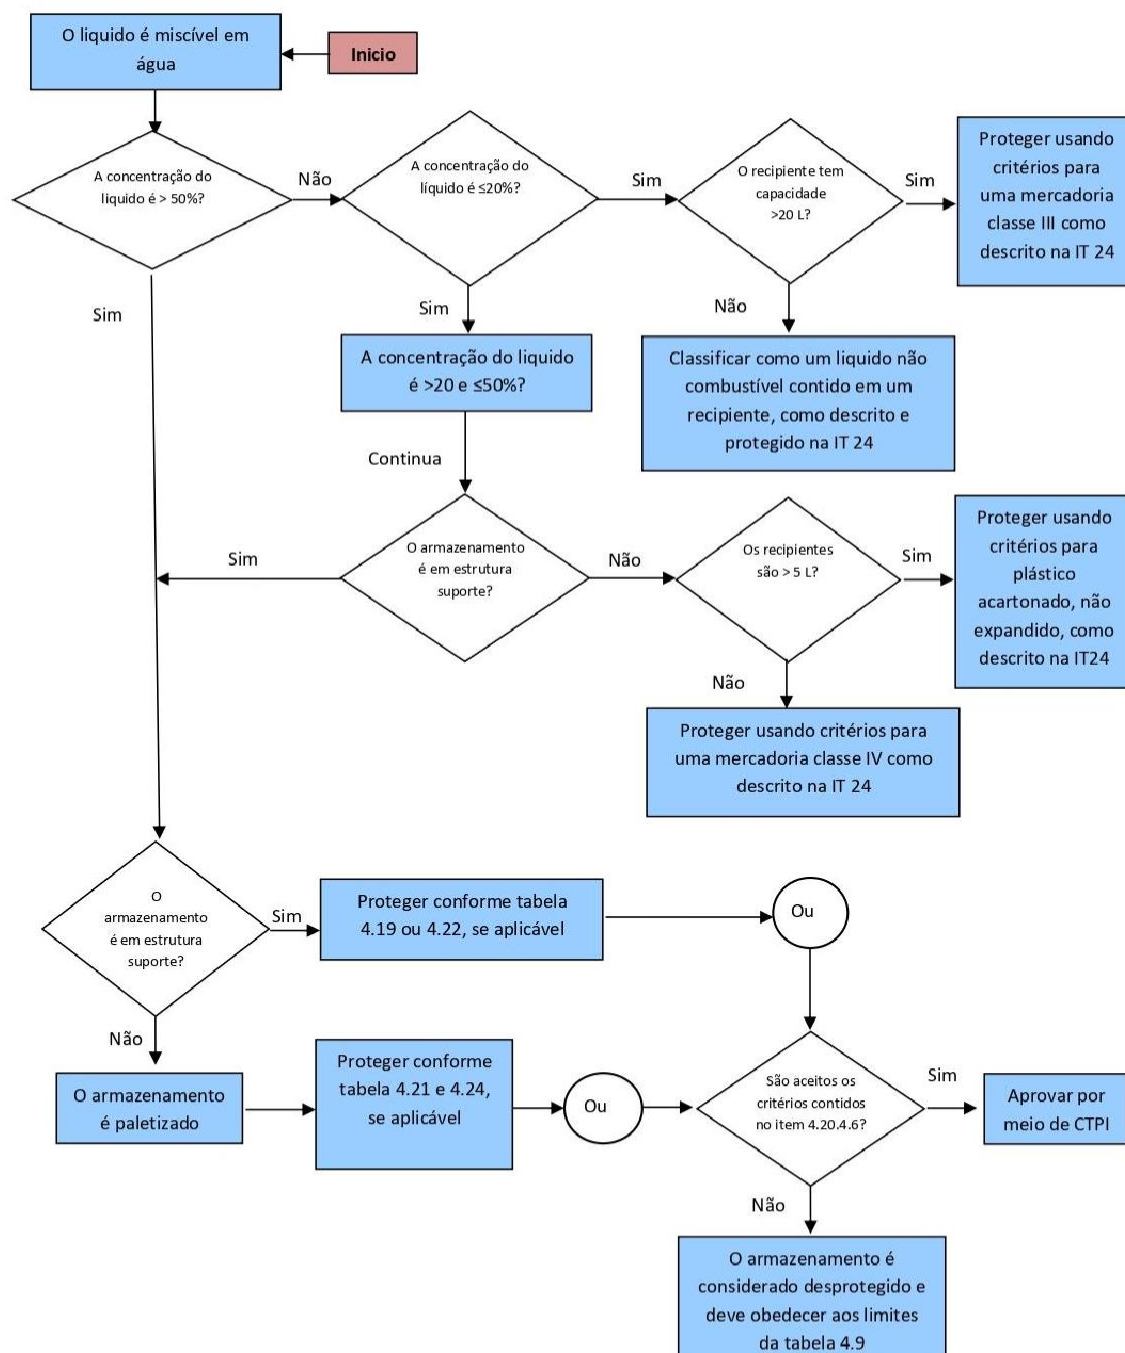 O liquido é miscível em
água
Inicio
A concentração do
liquido é > 50%?
Não
A concentração do
líquido é ≤20%?
Sim
O recipiente tem
capacidade
>20 L?
Sim
Proteger usando
critérios para
uma mercadoria
classe III como
descrito na IT 24
Sim
Sim
Não
A concentração do liquido
é >20 e ≤50%?
Classificar como um liquido não
combustível contido em um
recipiente, como descrito e
protegido na IT 24
Continua
Sim
O armazenamento
é em estrutura
suporte?
Não
Os recipientes
são > 5 L?
Sim
Proteger usando
critérios para
plástico
acartonado, não
expandido, como
descrito na IT24
Não
Proteger usando critérios para
uma mercadoria classe IV como
descrito na IT 24
O
armazenamento
é em estrutura
suporte?
Sim
Proteger conforme tabela
4.19 ou 4.22, se aplicável
Ou
Não
O armazenamento
é paletizado
Proteger conforme
tabela 4.21 e 4.24,
se aplicável
Ou
São aceitos os
critérios contidos
no item 4.20.4.6?
Sim
Aprovar por
meio de CTPI
Não
O armazenamento é
considerado desprotegido e
deve obedecer aos limites
da tabela 4.9